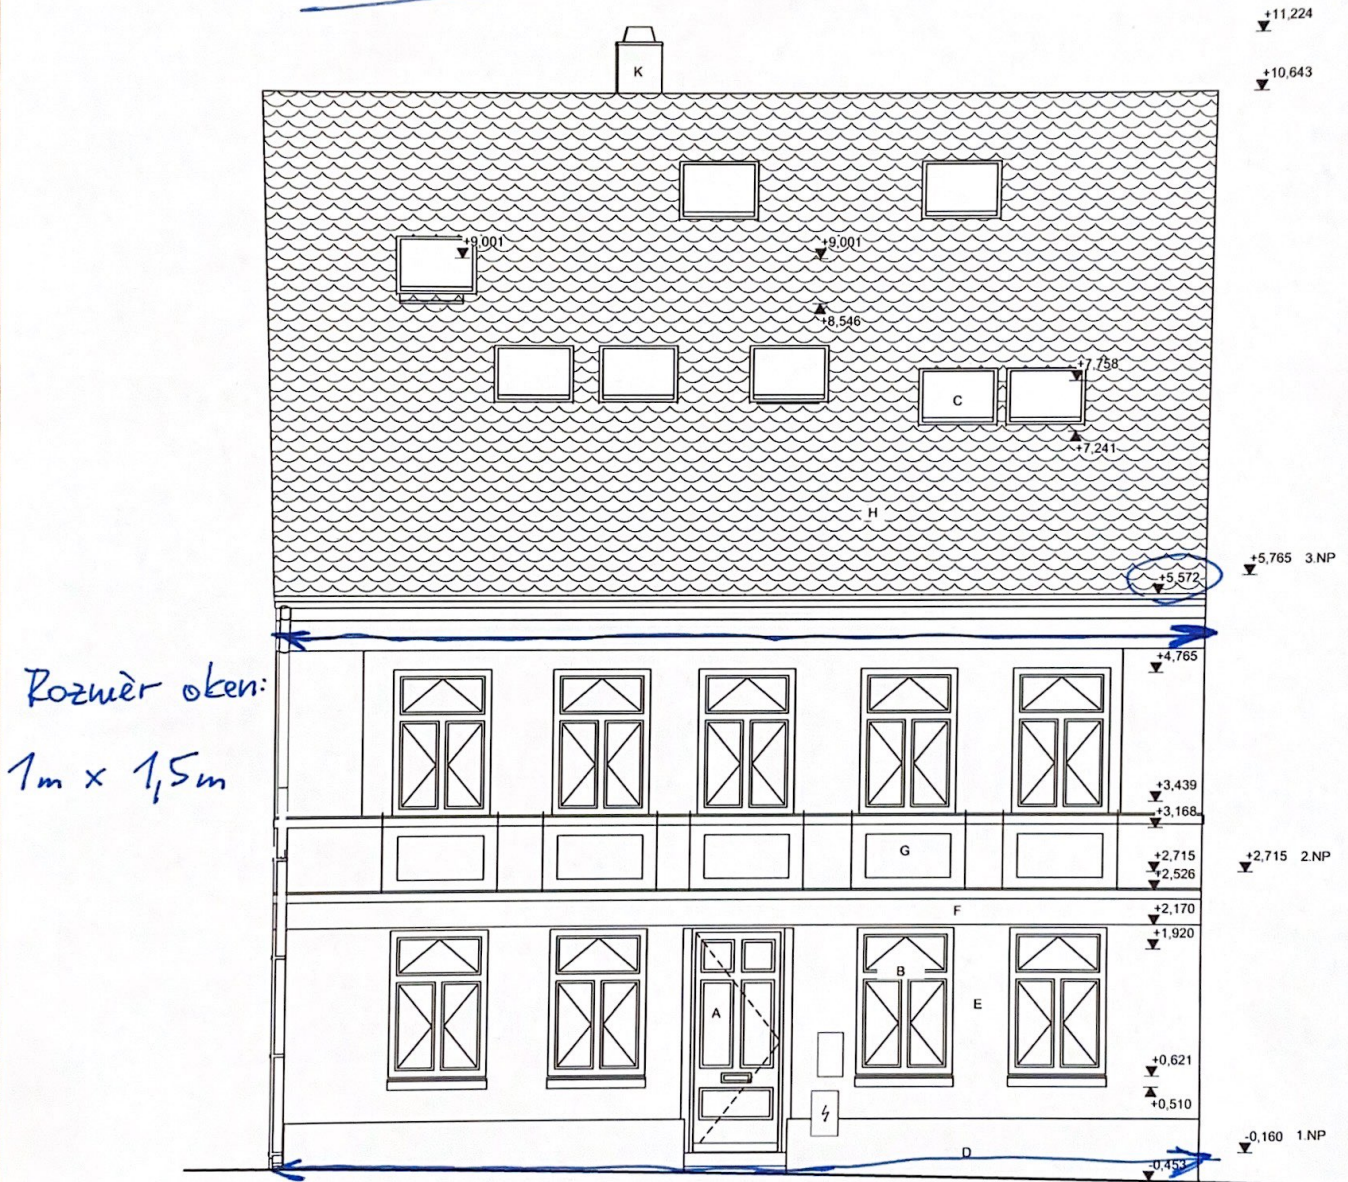 +11,224
K
+10,643
+9,001
+9,001
+8,546
+7,758
C
+7,241
H
+5,765 3.NP
+5,572
+4,765
Rozměr oken:
1m x 1,5m
+3,439
+3,168
G
+2,715
+2,715 2.NP
+2,526
F
+2,170
+1,920
B
A
E
+0,621
+0,510
-0,160 1.NP
D
-0,453